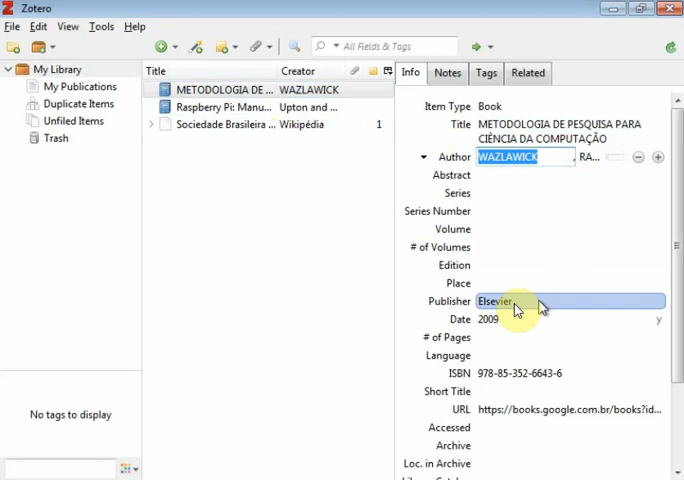 Zotero
File Edit View Tools Help
All Fields & Tags
My Library
My Publications
Duplicate Items
Unfiled Items
Trash
No tags to display
Title Creator
METODOLOGIA DE ... WAZLAWICK
Raspberry Pi: Manu... Upton and ...
Sociedade Brasileira ... Wikipédia 1
Info Notes Tags Related
Item Type Book
Title METODOLOGIA DE PESQUISA PARA
CIÊNCIA DA COMPUTAÇÃO
Author WAZLAWICK , RA...
Abstract
Series
Series Number
Volume
# of Volumes
Edition
Place
Publisher Elsevier
Date 2009 y
# of Pages
Language
ISBN 978-85-352-6643-6
Short Title
URL https://books.google.com.br/books?id...
Accessed
Archive
Loc. in Archive